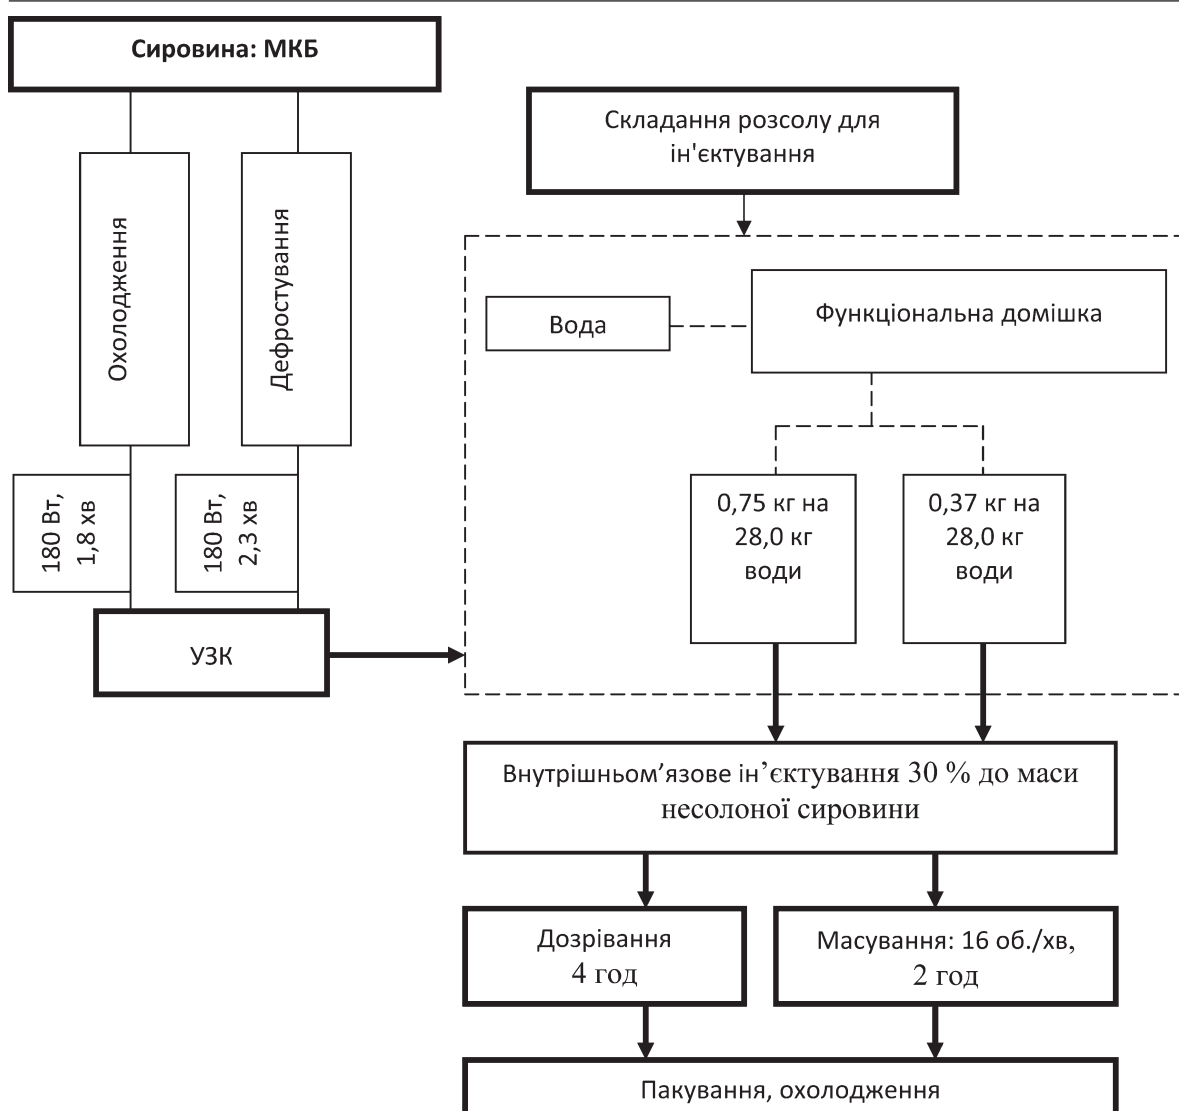 Сировина: МКБ
Складання розсолу для
ін'єктування
Охолодження
Дефростування
Вода
Функціональна домішка
180 Вт,
1,8 хв
180 Вт,
2,3 хв
0,75 кг на
28,0 кг
води
0,37 кг на
28,0 кг
води
УЗК
Внутрішньом’язове ін’єктування 30 % до маси
несолоної сировини
Дозрівання
4 год
Масування: 16 об./хв,
2 год
Пакування, охолодження